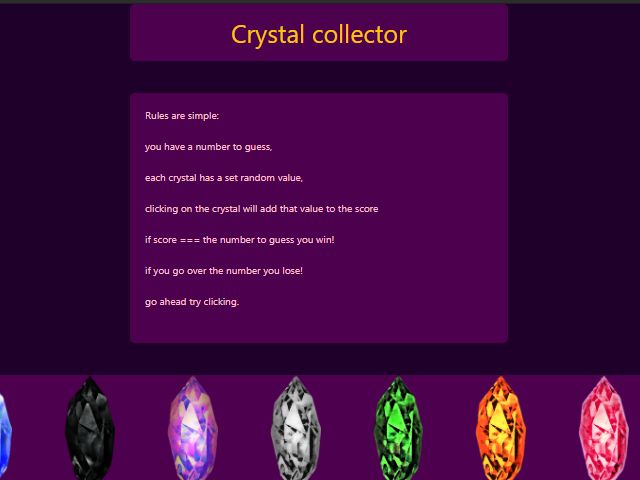 Crystal collector
Rules are simple:
you have a number to guess,
each crystal has a set random value,
clicking on the crystal will add that value to the score
if score === the number to guess you win!
if you go over the number you lose!
go ahead try clicking.